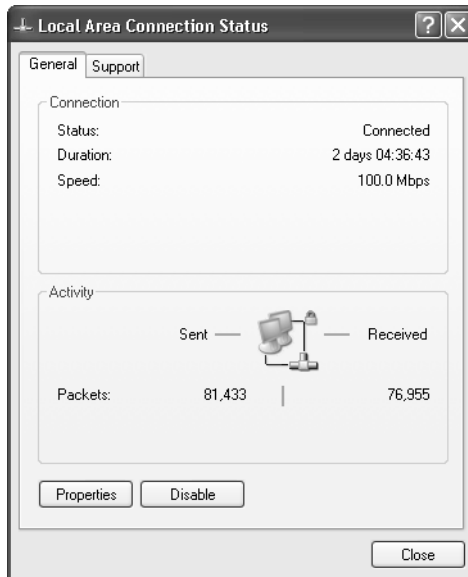 Local Area Connection Status
General Support
Connection
Status: Connected
Duration: 2 days 04:36:43
Speed: 100.0 Mbps
Activity
Sent Received
Packets: 81,433 76,955
Properties Disable
Close